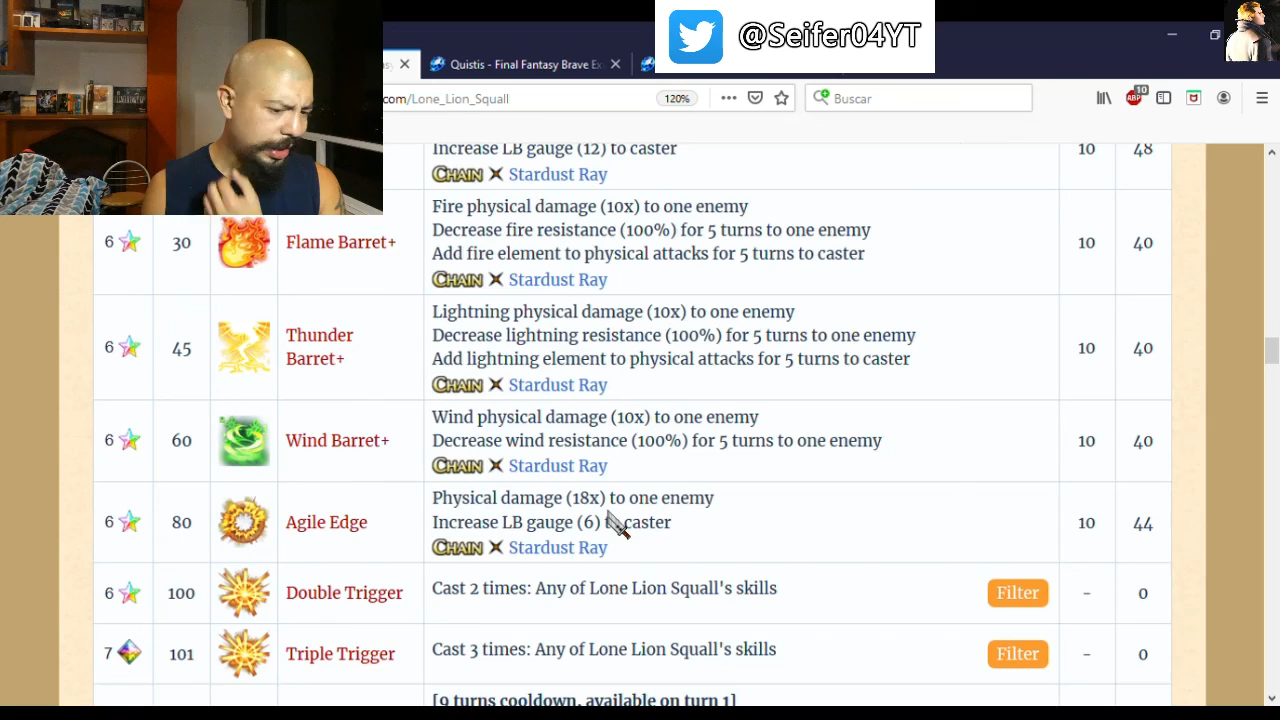 @Seifer04YT
Quistis - Final Fantasy Brave Ex
com/Lone_Lion_Squall
120%
Buscar
ABP
10
Increase LB gauge (12) to caster
CHAIN Stardust Ray
10
48
6
30
Flame Barret+
Fire physical damage (10x) to one enemy
Decrease fire resistance (100%) for 5 turns to one enemy
Add fire element to physical attacks for 5 turns to caster
CHAIN Stardust Ray
10
40
6
45
Thunder
Barret+
Lightning physical damage (10x) to one enemy
Decrease lightning resistance (100%) for 5 turns to one enemy
Add lightning element to physical attacks for 5 turns to caster
CHAIN Stardust Ray
10
40
6
60
Wind Barret+
Wind physical damage (10x) to one enemy
Decrease wind resistance (100%) for 5 turns to one enemy
CHAIN Stardust Ray
10
40
6
80
Agile Edge
Physical damage (18x) to one enemy
Increase LB gauge (6) caster
CHAIN Stardust Ray
10
44
6
100
Double Trigger
Cast 2 times: Any of Lone Lion Squall's skills
Filter
-
0
7
101
Triple Trigger
Cast 3 times: Any of Lone Lion Squall's skills
Filter
-
0
[9 turns cooldown, available on turn 1]